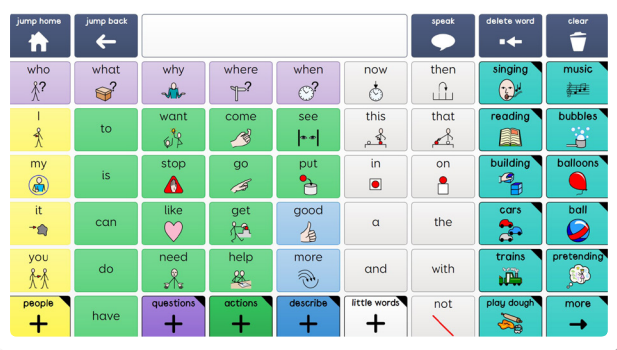 jump home jump back speak delete word clear
who what why where when now then singing music
I to want come see this that reading bubbles
my is stop go put in on building balloons
it can like get good a the cars ball
you do need help more and with trains pretending
people have questions actions describe little words not play dough more